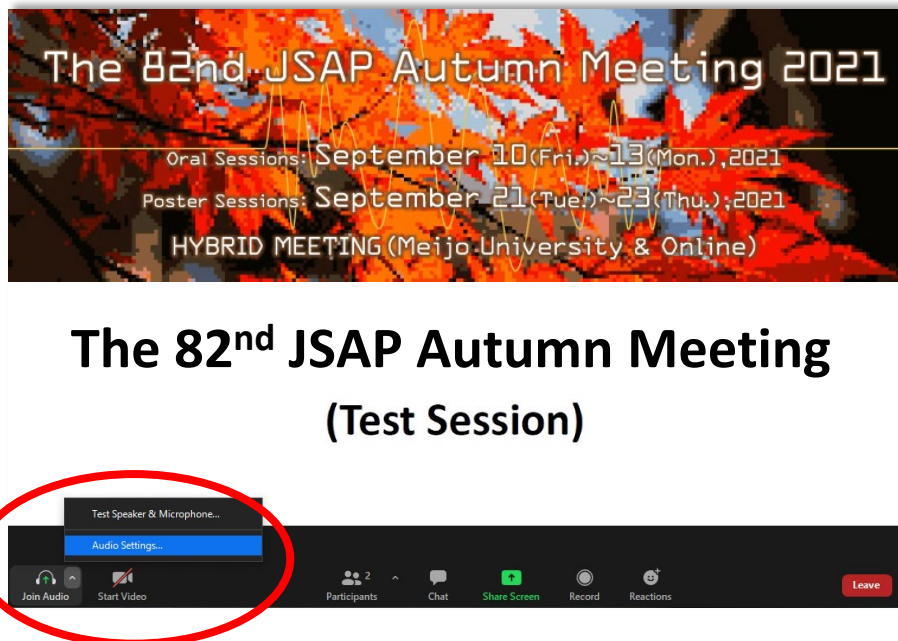 The 82nd JSAP Autumn Meeting 2021
Oral Sessions: September 10(Fri.)~13(Mon.),2021
Poster Sessions: September 21(Tue.)~23(Thu.),2021
HYBRID MEETING(Meijo University & Online)
The 82nd JSAP Autumn Meeting
(Test Session)
Test Speaker & Microphone...
Audio Settings...
2
Join Audio
Start Video
Participants
Chat
Share Screen
Record
Reactions
Leave